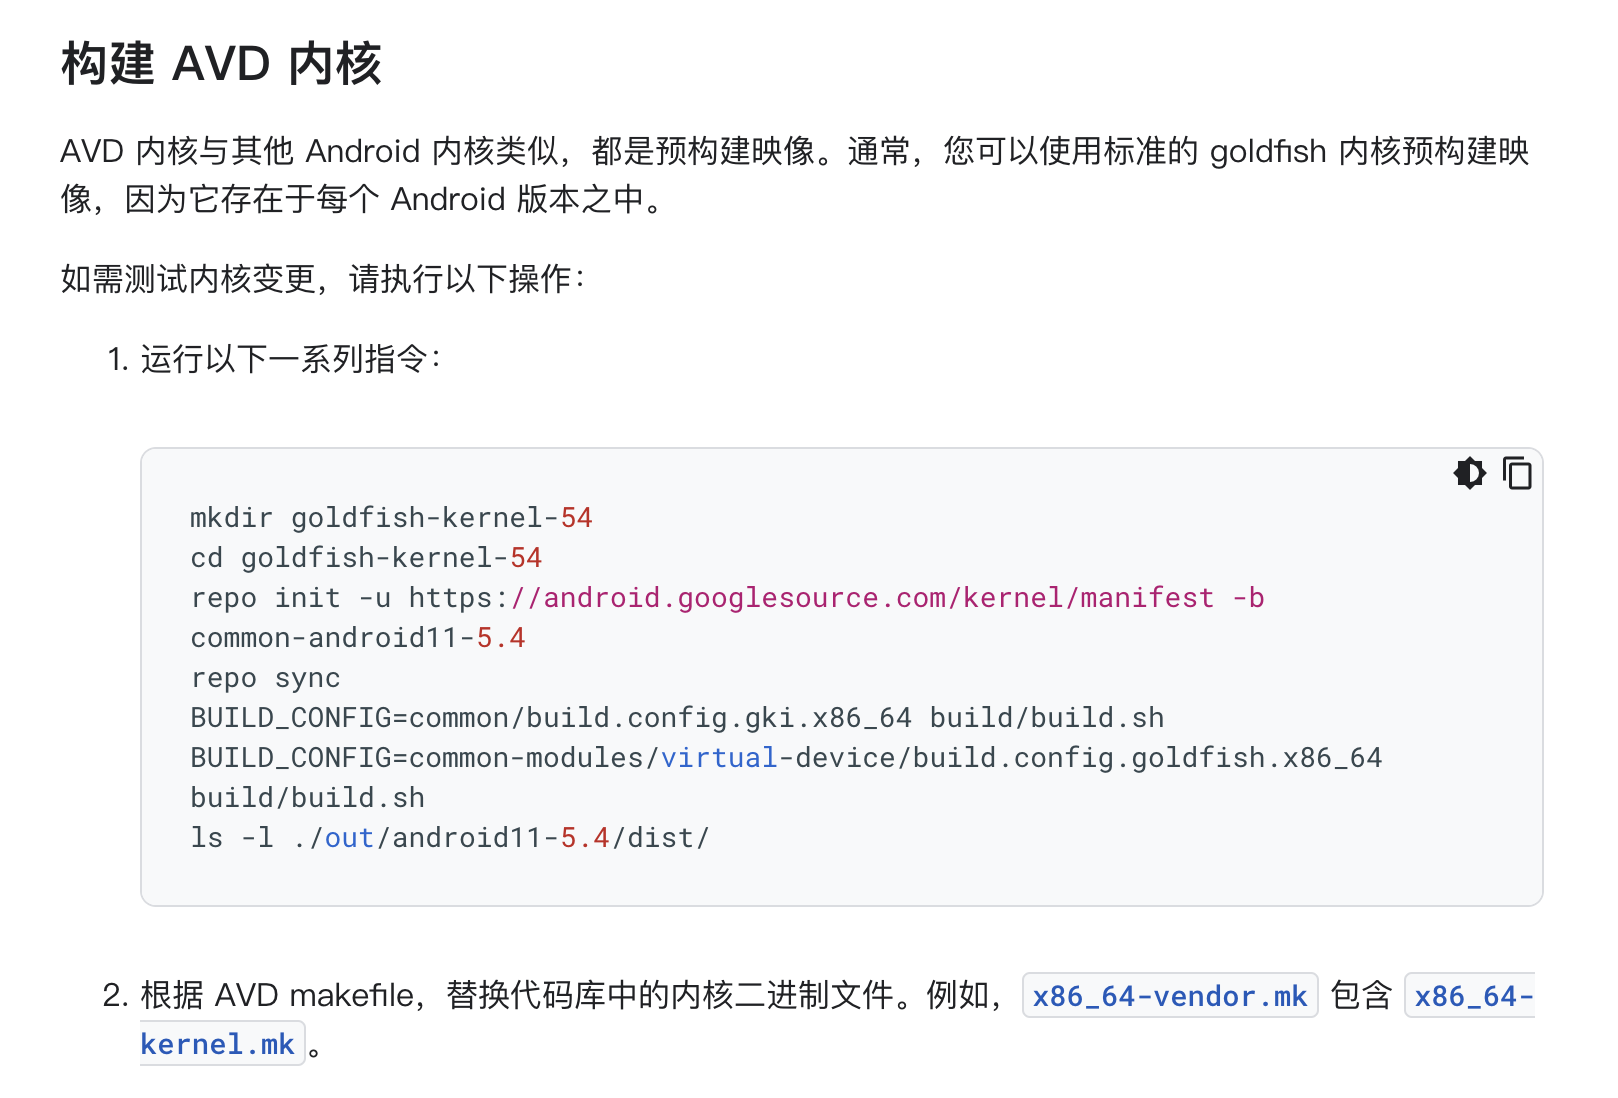 构建 AVD 内核
AVD 内核与其他 Android 内核类似，都是预构建映像。通常，您可以使用标准的 goldfish 内核预构建映
像，因为它存在于每个 Android 版本之中。
如需测试内核变更，请执行以下操作：
1. 运行以下一系列指令：
mkdir goldfish-kernel-54
cd goldfish-kernel-54
repo init -u https://android.googlesource.com/kernel/manifest -b
common-android11-5.4
repo sync
BUILD_CONFIG=common/build.config.gki.x86_64 build/build.sh
BUILD_CONFIG=common-modules/virtual-device/build.config.goldfish.x86_64
build/build.sh
ls -l ./out/android11-5.4/dist/
2. 根据 AVD makefile，替换代码库中的内核二进制文件。例如， x86_64-vendor.mk 包含 x86_64-
kernel.mk 。